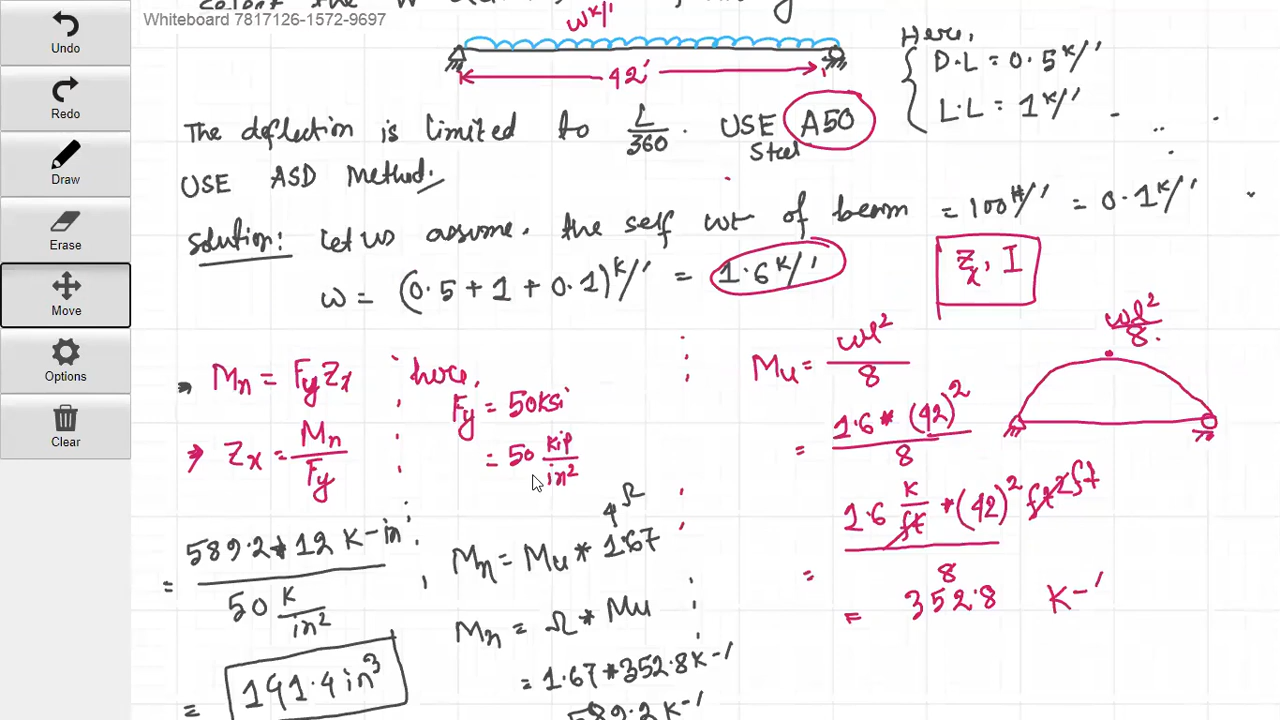 Undo
Redo
Draw
Erase
Move
Options
Clear
Whiteboard 7817126-1572-9697
the W
w k/'
42'
Here,
D.L = 0.5 k/'
L.L = 1 k/'
The deflection is limited to L/360. USE A50 Steel
USE ASD Method.
Solution: Let us assume, the self wt of beam = 100 #/' = 0.1 k/'
w = (0.5 + 1 + 0.1) k/' = 1.6 k/'
Zx, I
Mn = Fy Zx
⇒ Zx = Mn/Fy
= 589.2 * 12 K-in / 50 K/in²
= 141.4 in³
here,
Fy = 50 ksi
= 50 kip/in²
Ω
Mn = Mu * 1.67
Mn = Ω * Mu
= 1.67 * 352.8 K-'
589.2 K-'
Mu = wl²/8
= 1.6 * (42)²/8
= 1.6 K/ft * (42)² ft² ft / 8
= 352.8 K-'
wl²/8.